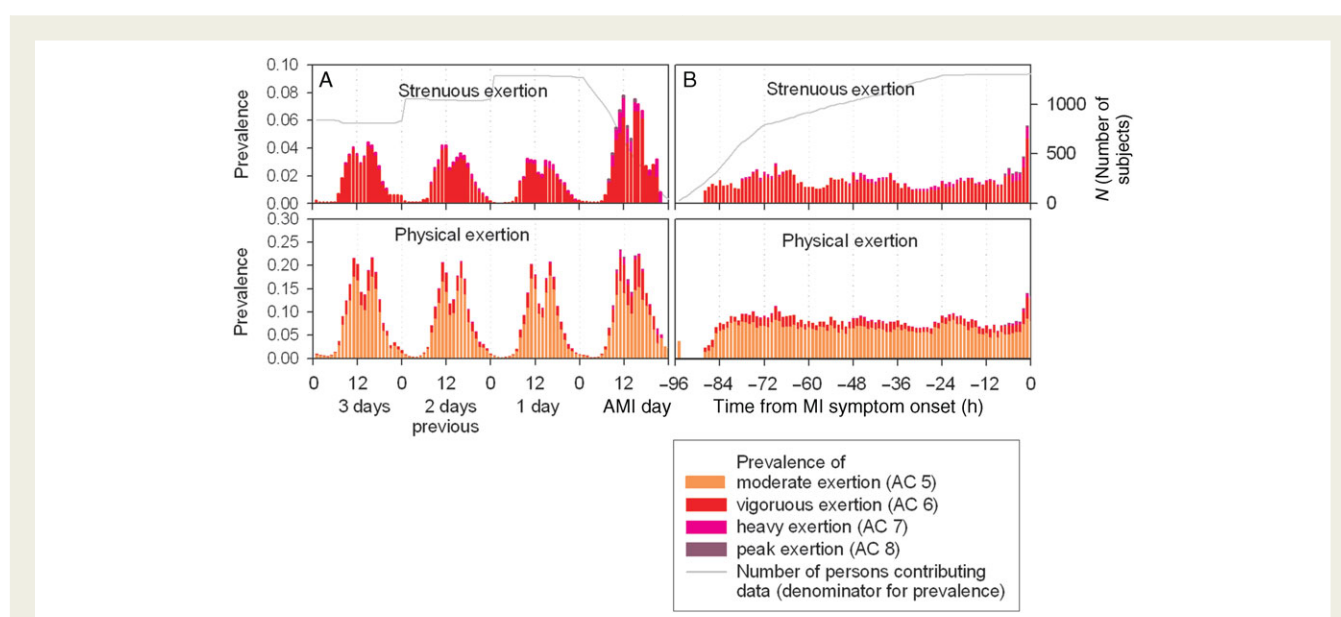 A
Strenuous exertion
Prevalence
0.10
0.08
0.06
0.04
0.02
0.00
B
Strenuous exertion
1000
500
0
N (Number of
subjects)
Physical exertion
Prevalence
0.30
0.25
0.20
0.15
0.10
0.05
0.00
Physical exertion
0 12 0 12 0 12 0 12 –96 –84 –72 –60 –48 –36 –24 –12 0
3 days 2 days 1 day AMI day Time from MI symptom onset (h)
previous
Prevalence of
moderate exertion (AC 5)
vigoruous exertion (AC 6)
heavy exertion (AC 7)
peak exertion (AC 8)
Number of persons contributing
data (denominator for prevalence)